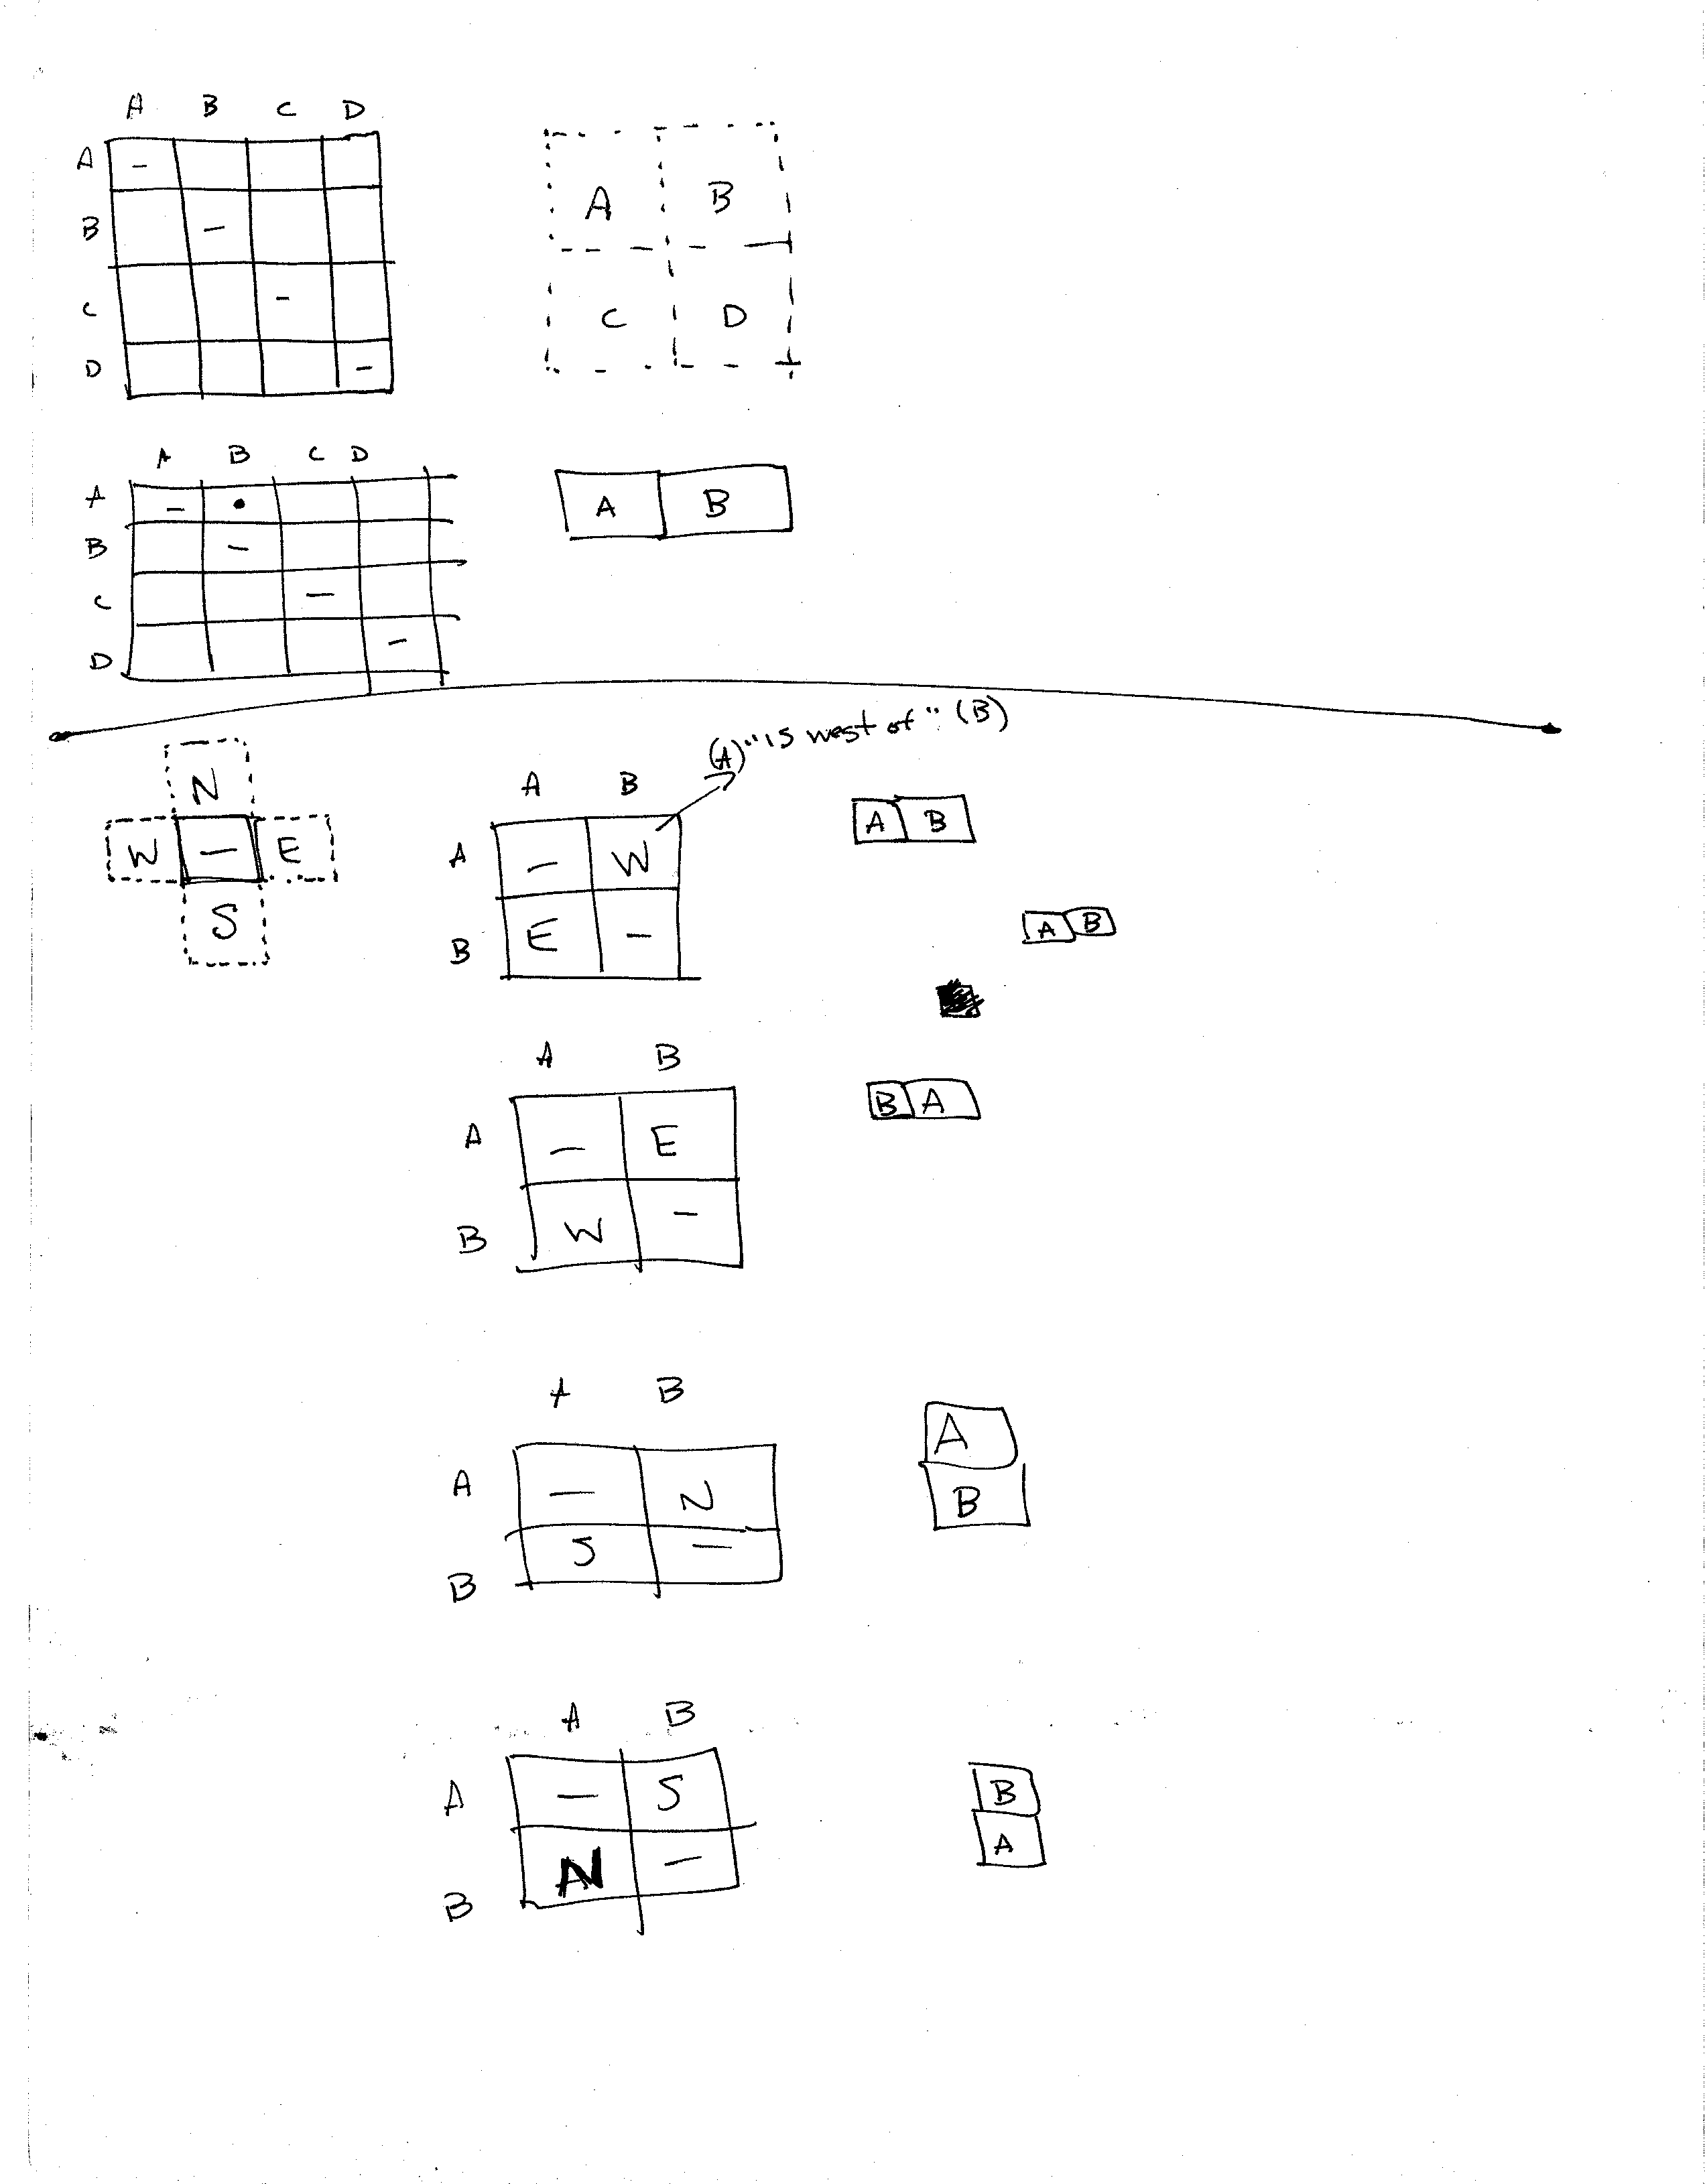 A B C D
A -
B -
C -
D -
A B
C D
A B C D
A - •
B -
C -
D -
A B
(A) "is west of" (B)
N
W - E
S
A B
A - W
B E -
A B
A B
A B
A - E
B W -
B A
A B
A - N
B S -
A
B
A B
A - S
B N -
B
A